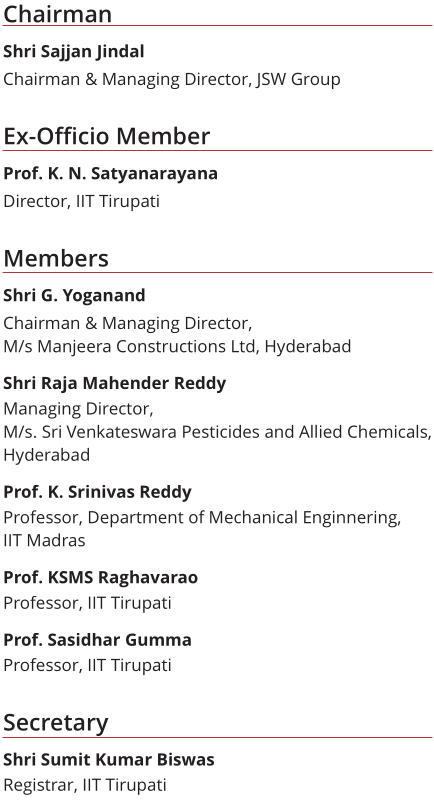 Chairman
Shri Sajjan Jindal
Chairman & Managing Director, JSW Group
Ex-Officio Member
Prof. K. N. Satyanarayana
Director, IIT Tirupati
Members
Shri G. Yoganand
Chairman & Managing Director,
M/s Manjeera Constructions Ltd, Hyderabad
Shri Raja Mahender Reddy
Managing Director,
M/s. Sri Venkateswara Pesticides and Allied Chemicals,
Hyderabad
Prof. K. Srinivas Reddy
Professor, Department of Mechanical Enginnering,
IIT Madras
Prof. KSMS Raghavarao
Professor, IIT Tirupati
Prof. Sasidhar Gumma
Professor, IIT Tirupati
Secretary
Shri Sumit Kumar Biswas
Registrar, IIT Tirupati